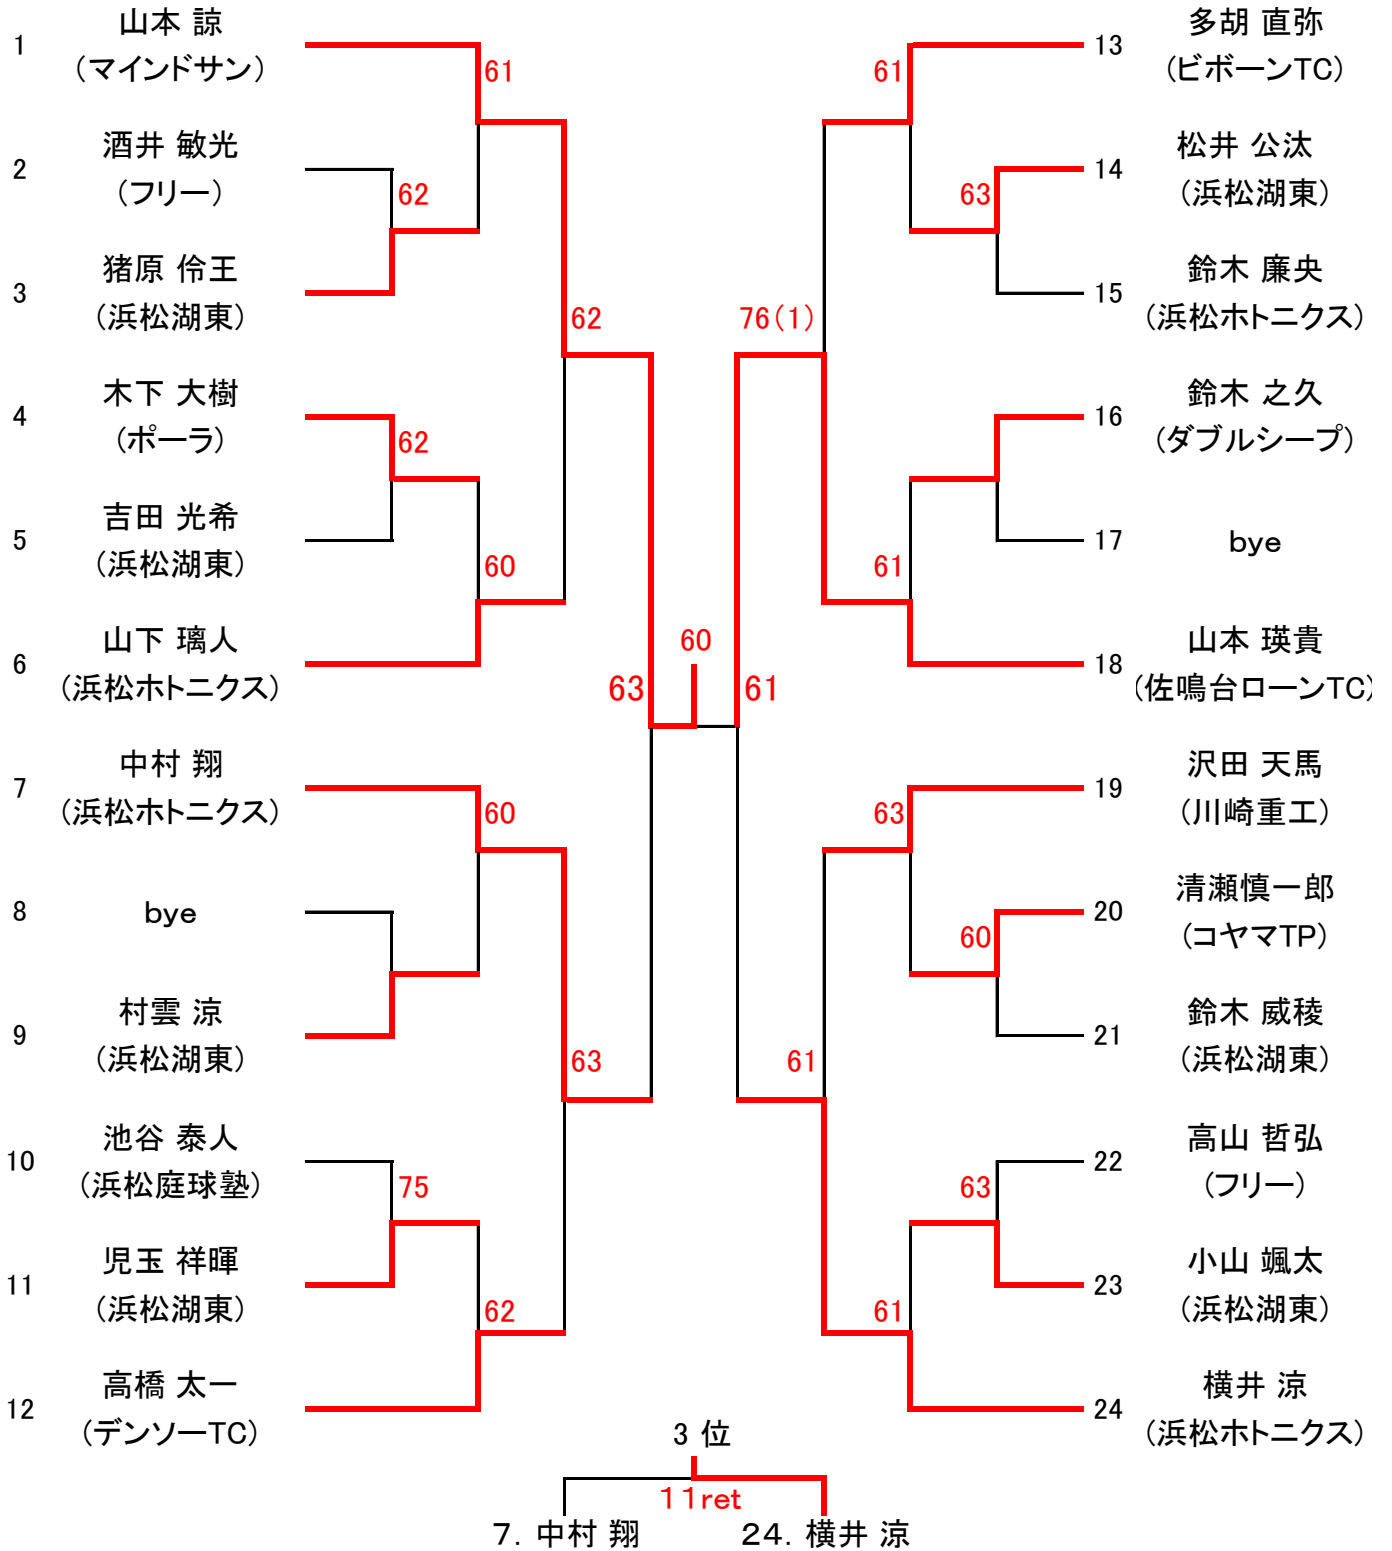 1 山本 諒
(マインドサン)
2 酒井 敏光
(フリー)
3 猪原 伶王
(浜松湖東)
4 木下 大樹
(ポーラ)
5 吉田 光希
(浜松湖東)
6 山下 璃人
(浜松ホトニクス)
7 中村 翔
(浜松ホトニクス)
8 bye
9 村雲 涼
(浜松湖東)
10 池谷 泰人
(浜松庭球塾)
11 児玉 祥暉
(浜松湖東)
12 高橋 太一
(デンソーTC)
61
62
62
62
60
60
63
63
75
62
60
76(1)
61
61
63
61
63
60
61
63
61
13 多胡 直弥
(ビボーンTC)
14 松井 公汰
(浜松湖東)
15 鈴木 廉央
(浜松ホトニクス)
16 鈴木 之久
(ダブルシープ)
17 bye
18 山本 瑛貴
(佐鳴台ローンTC)
19 沢田 天馬
(川崎重工)
20 清瀬慎一郎
(コヤマTP)
21 鈴木 威稜
(浜松湖東)
22 高山 哲弘
(フリー)
23 小山 颯太
(浜松湖東)
24 横井 涼
(浜松ホトニクス)
3 位
11ret
7. 中村 翔
24. 横井 涼